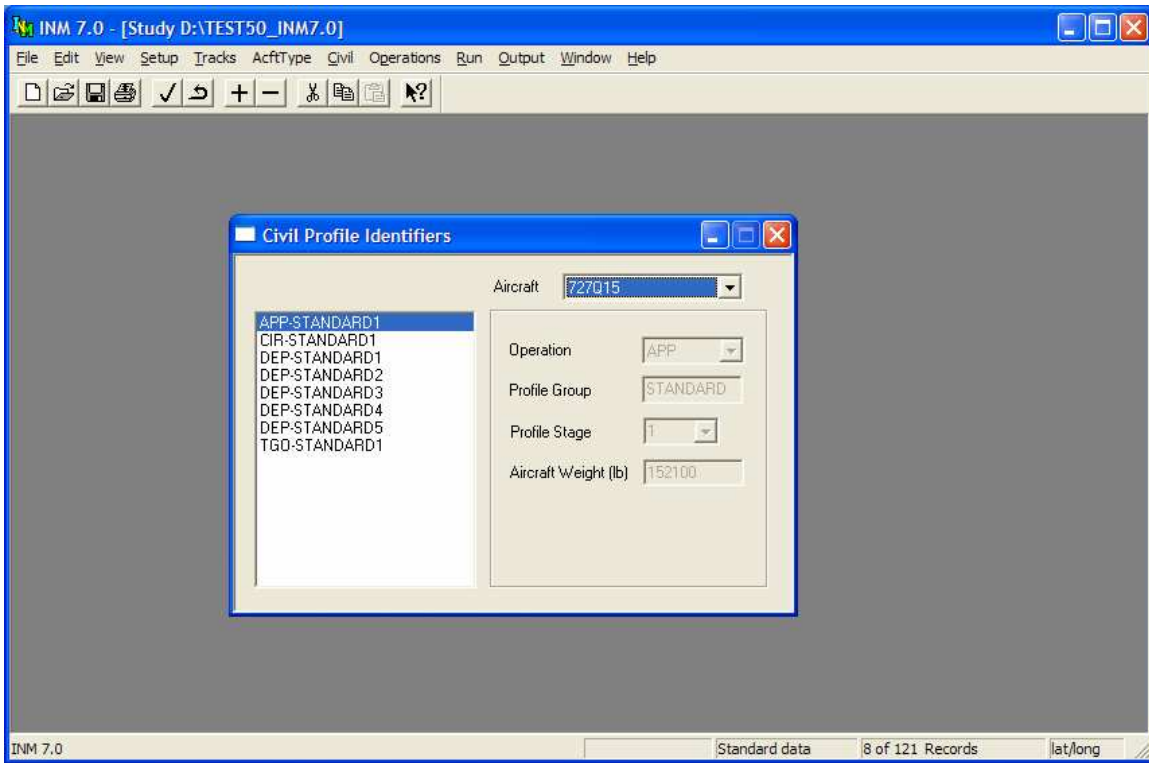 INM 7.0 - [Study D:\TEST50_INM7.0]
File Edit View Setup Tracks AcftType Civil Operations Run Output Window Help
Civil Profile Identifiers
Aircraft 727Q15
APP-STANDARD1
CIR-STANDARD1
DEP-STANDARD1
DEP-STANDARD2
DEP-STANDARD3
DEP-STANDARD4
DEP-STANDARD5
TGO-STANDARD1
Operation APP
Profile Group STANDARD
Profile Stage 1
Aircraft Weight (lb) 152100
INM 7.0 Standard data 8 of 121 Records lat/long